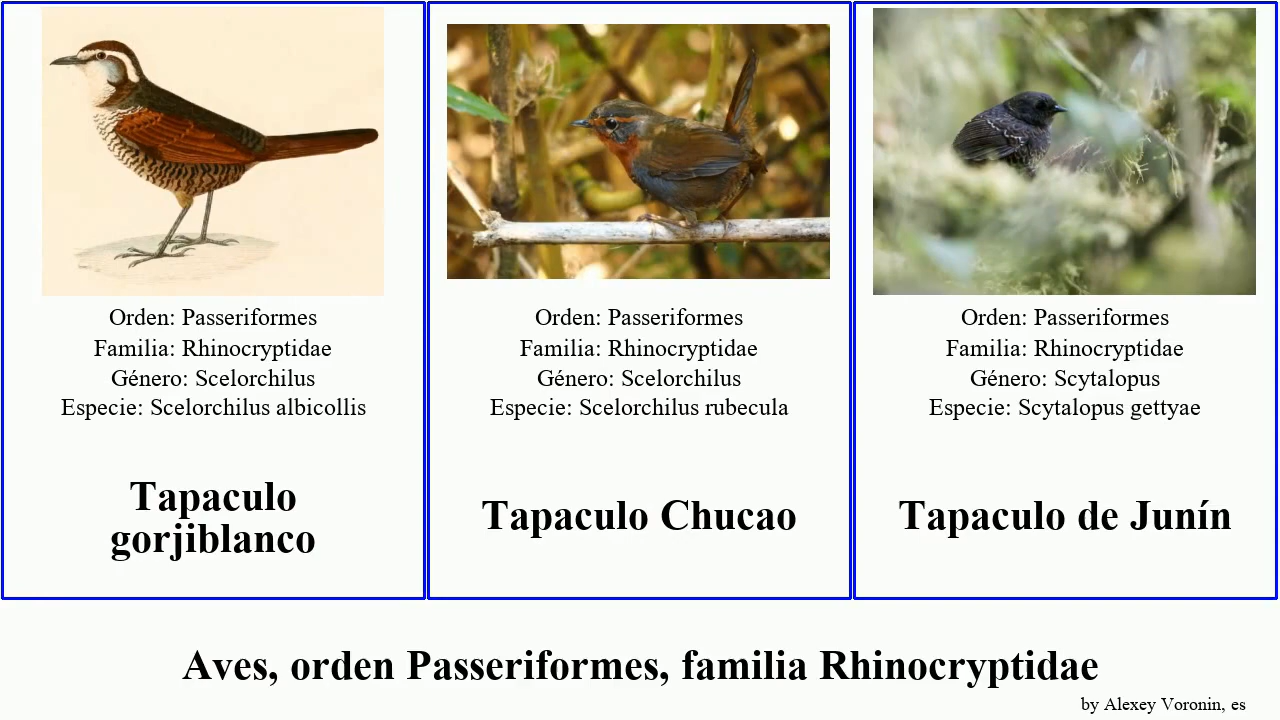 Orden: Passeriformes
Familia: Rhinocryptidae
Género: Scelorchilus
Especie: Scelorchilus albicollis
Tapaculo
gorjiblanco
Orden: Passeriformes
Familia: Rhinocryptidae
Género: Scelorchilus
Especie: Scelorchilus rubecula
Tapaculo Chucao
Orden: Passeriformes
Familia: Rhinocryptidae
Género: Scytalopus
Especie: Scytalopus gettyae
Tapaculo de Junín
Aves, orden Passeriformes, familia Rhinocryptidae
by Alexey Voronin, es